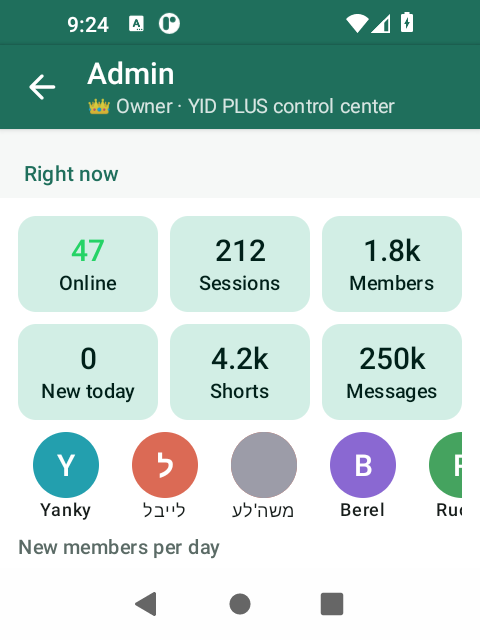 9:24
Admin
👑 Owner · YID PLUS control center
Right now
47
Online
212
Sessions
1.8k
Members
0
New today
4.2k
Shorts
250k
Messages
Y
ל
B
Yanky
לייבל
משה'לע
Berel
New members per day